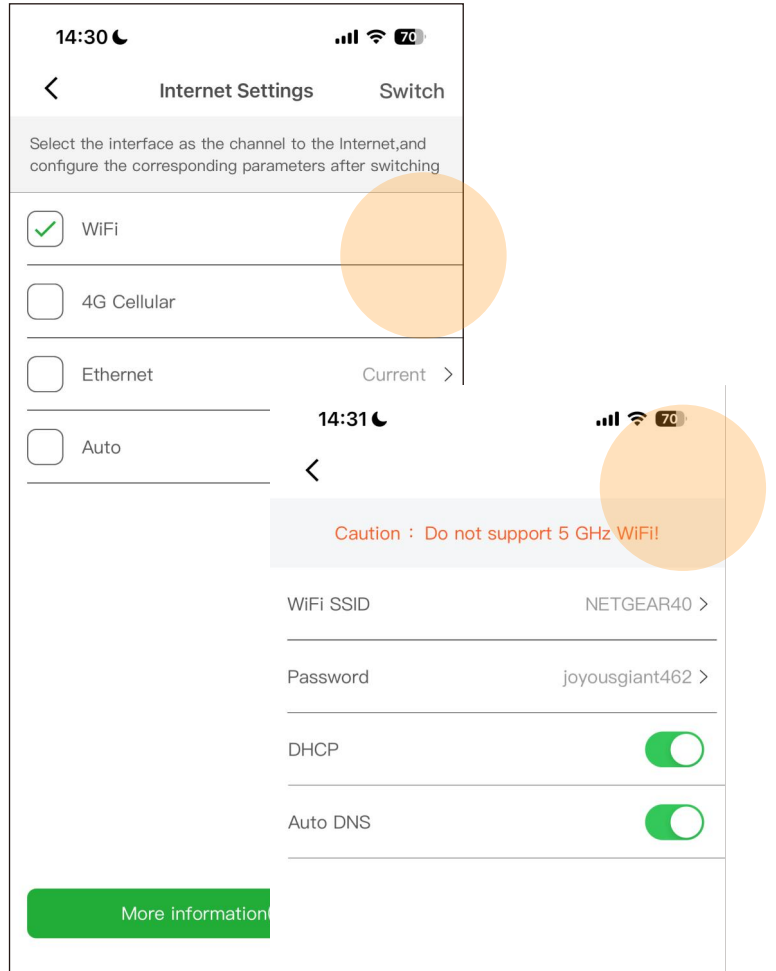 14:30
70
Internet Settings
Switch
Select the interface as the channel to the Internet,and
configure the corresponding parameters after switching
WiFi
4G Cellular
Ethernet
Current
Auto
More information
14:31
70
Caution : Do not support 5 GHz WiFi!
WiFi SSID
NETGEAR40
Password
joyousgiant462
DHCP
Auto DNS